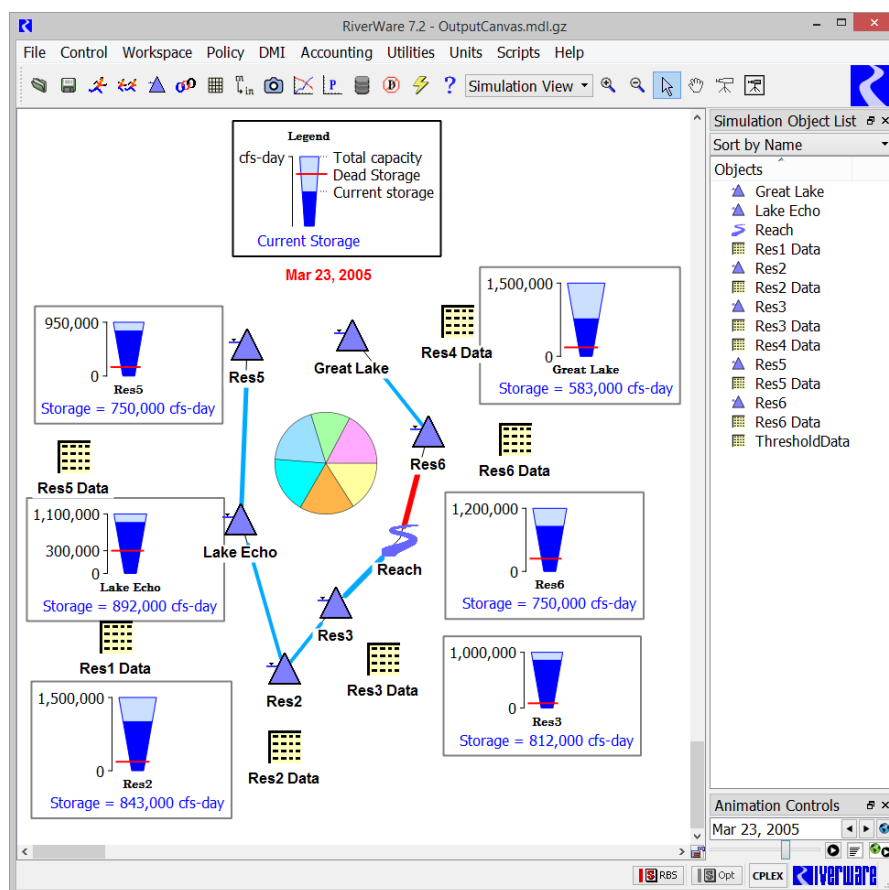 RiverWare 7.2 - OutputCanvas.mdl.gz
File Control Workspace Policy DMI Accounting Utilities Units Scripts Help
in P D ? Simulation View
Legend
cfs-day
Total capacity
Dead Storage
Current storage
Current Storage
Mar 23, 2005
950,000
0
Res5
Storage = 750,000 cfs-day
Res5
Great Lake
Res4 Data
1,500,000
0
Great Lake
Storage = 583,000 cfs-day
Res5 Data
Res6
Res6 Data
1,100,000
300,000
0
Lake Echo
Storage = 892,000 cfs-day
Lake Echo
Reach
1,200,000
0
Res6
Storage = 750,000 cfs-day
Res1 Data
Res3
Res3 Data
Res2
1,000,000
0
Res3
Storage = 812,000 cfs-day
1,500,000
0
Res2
Storage = 843,000 cfs-day
Res2 Data
Simulation Object List
Sort by Name
Objects
Great Lake
Lake Echo
Reach
Res1 Data
Res2
Res2 Data
Res3
Res3 Data
Res4 Data
Res5
Res5 Data
Res6
Res6 Data
ThresholdData
Animation Controls
Mar 23, 2005
RBS
Opt
CPLEX
Riverware